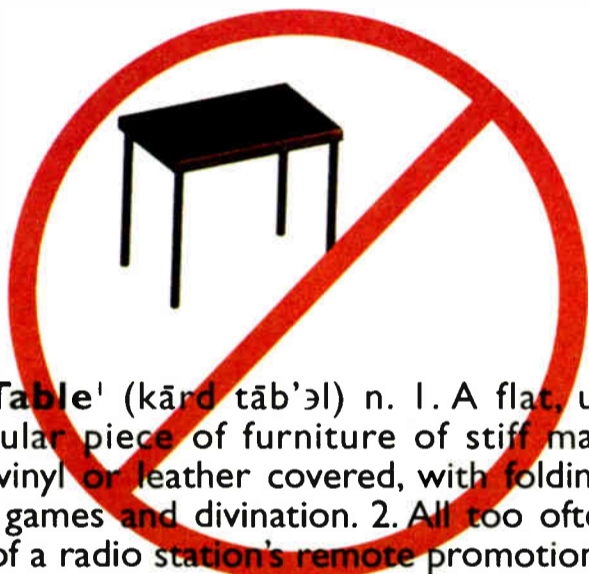 Table¹ (kārd tāb'əl) n. 1. A flat, u
ular piece of furniture of stiff ma
vinyl or leather covered, with foldin
games and divination. 2. All too ofte
of a radio station's remote promotion